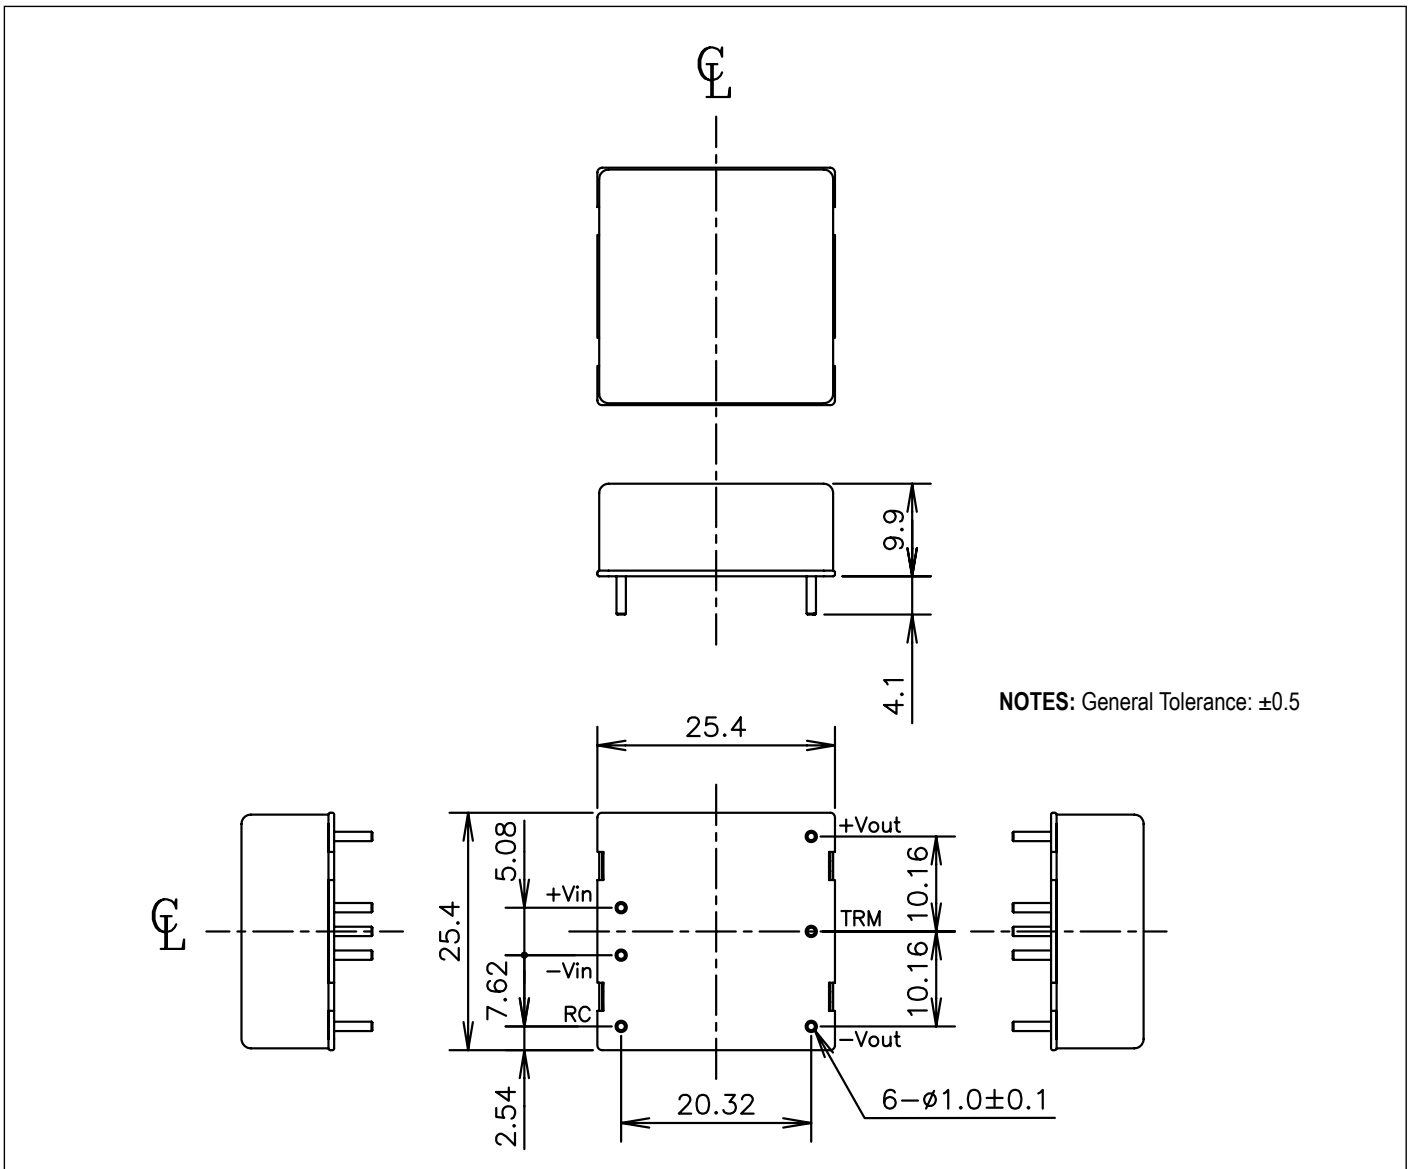 ℄
9.9
4.1
NOTES: General Tolerance: ±0.5
25.4
5.08
+Vout
10.16
+Vin
25.4
℄
TRM
-Vin
7.62
10.16
RC
-Vout
2.54
20.32
6-ø1.0±0.1